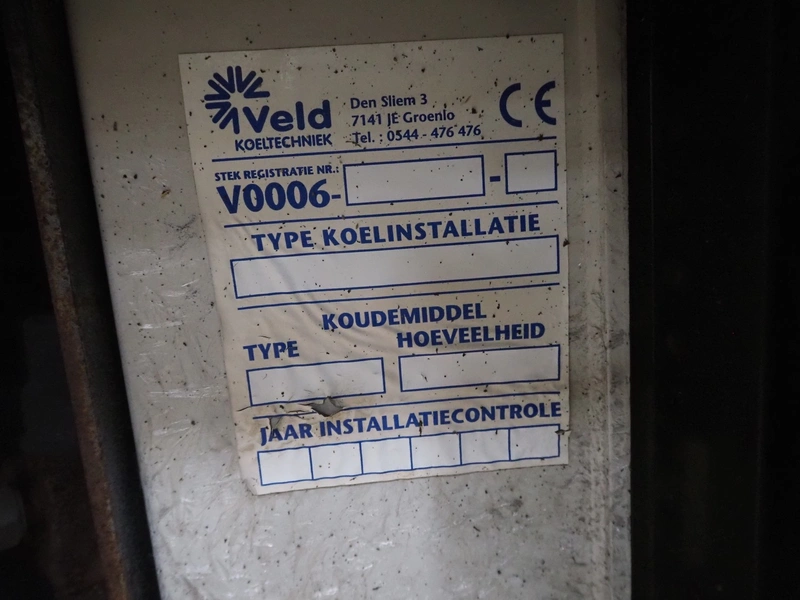 Veld
KOELTECHNIEK
Den Sliem 3
7141 JE Groenlo
Tel. : 0544 - 476 476
CE
STEK REGISTRATIE NR.:
V0006- -
TYPE KOELINSTALLATIE
KOUDEMIDDEL
TYPE HOEVEELHEID
JAAR INSTALLATIECONTROLE